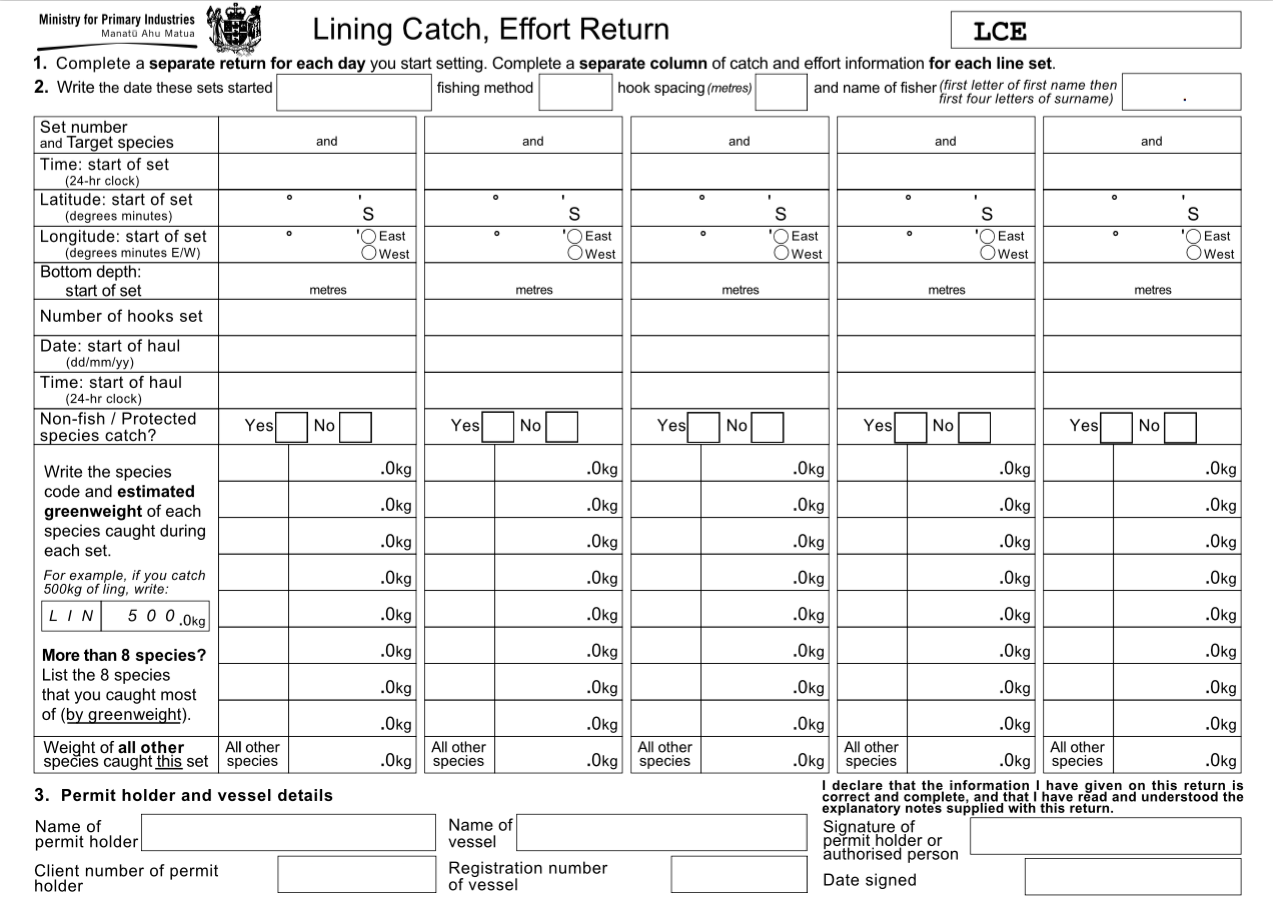 Ministry for Primary Industries
Manatū Ahu Matua
Lining Catch, Effort Return
LCE
1. Complete a separate return for each day you start setting. Complete a separate column of catch and effort information for each line set.
2. Write the date these sets started fishing method hook spacing (metres) and name of fisher (first letter of first name then
first four letters of surname) .
Set number
and Target species and and and and and
Time: start of set
(24-hr clock)
Latitude: start of set ° ' ° ' ° ' ° ' ° '
(degrees minutes) S S S S S
Longitude: start of set ° ' East ° ' East ° ' East ° ' East ° ' East
(degrees minutes E/W) West West West West West
Bottom depth:
start of set metres metres metres metres metres
Number of hooks set
Date: start of haul
(dd/mm/yy)
Time: start of haul
(24-hr clock)
Non-fish / Protected
species catch? Yes No Yes No Yes No Yes No Yes No
Write the species
code and estimated
greenweight of each
species caught during
each set.
For example, if you catch
500kg of ling, write:
L I N 5 0 0 .0kg
More than 8 species?
List the 8 species
that you caught most
of (by greenweight).
.0kg .0kg .0kg .0kg .0kg
.0kg .0kg .0kg .0kg .0kg
.0kg .0kg .0kg .0kg .0kg
.0kg .0kg .0kg .0kg .0kg
.0kg .0kg .0kg .0kg .0kg
.0kg .0kg .0kg .0kg .0kg
.0kg .0kg .0kg .0kg .0kg
.0kg .0kg .0kg .0kg .0kg
Weight of all other All other All other All other All other All other
species caught this set species .0kg species .0kg species .0kg species .0kg species .0kg
3. Permit holder and vessel details
I declare that the information I have given on this return is
correct and complete, and that I have read and understood the
explanatory notes supplied with this return.
Name of
permit holder
Name of
vessel
Signature of
permit holder or
authorised person
Client number of permit
holder
Registration number
of vessel
Date signed